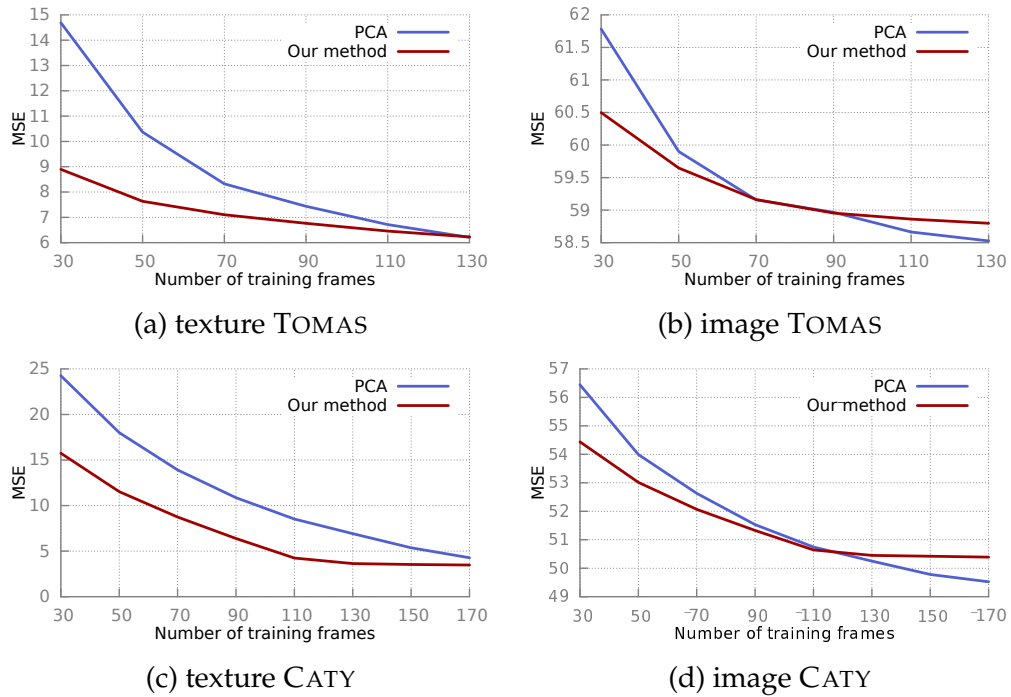 15
14
13
12
11
10
9
8
7
6
MSE
PCA
Our method
30 50 70 90 110 130
Number of training frames
(a) texture TOMAS
62
61.5
61
60.5
60
59.5
59
58.5
MSE
PCA
Our method
30 50 70 90 110 130
Number of training frames
(b) image TOMAS
25
20
15
10
5
0
MSE
PCA
Our method
30 50 70 90 110 130 150 170
Number of training frames
(c) texture CATY
57
56
55
54
53
52
51
50
49
MSE
PCA
Our method
30 50 70 90 110 130 150 170
Number of training frames
(d) image CATY